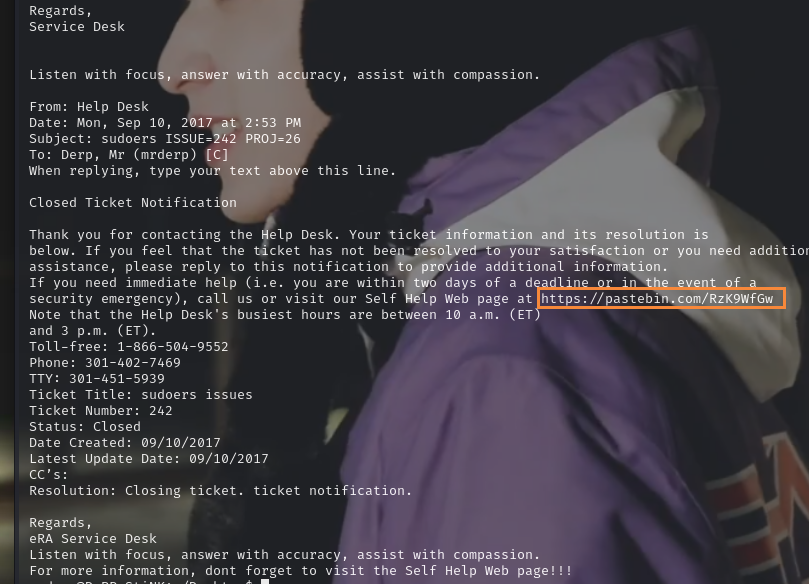 Regards,
Service Desk
Listen with focus, answer with accuracy, assist with compassion.
From: Help Desk
Date: Mon, Sep 10, 2017 at 2:53 PM
Subject: sudoers ISSUE=242 PROJ=26
To: Derp, Mr (mrderp) [C]
When replying, type your text above this line.
Closed Ticket Notification
Thank you for contacting the Help Desk. Your ticket information and its resolution is
below. If you feel that the ticket has not been resolved to your satisfaction or you need addition
assistance, please reply to this notification to provide additional information.
If you need immediate help (i.e. you are within two days of a deadline or in the event of a
security emergency), call us or visit our Self Help Web page at https://pastebin.com/RzK9WfGw
Note that the Help Desk's busiest hours are between 10 a.m. (ET)
and 3 p.m. (ET).
Toll-free: 1-866-504-9552
Phone: 301-402-7469
TTY: 301-451-5939
Ticket Title: sudoers issues
Ticket Number: 242
Status: Closed
Date Created: 09/10/2017
Latest Update Date: 09/10/2017
CC’s:
Resolution: Closing ticket. ticket notification.
Regards,
eRA Service Desk
Listen with focus, answer with accuracy, assist with compassion.
For more information, dont forget to visit the Self Help Web page!!!